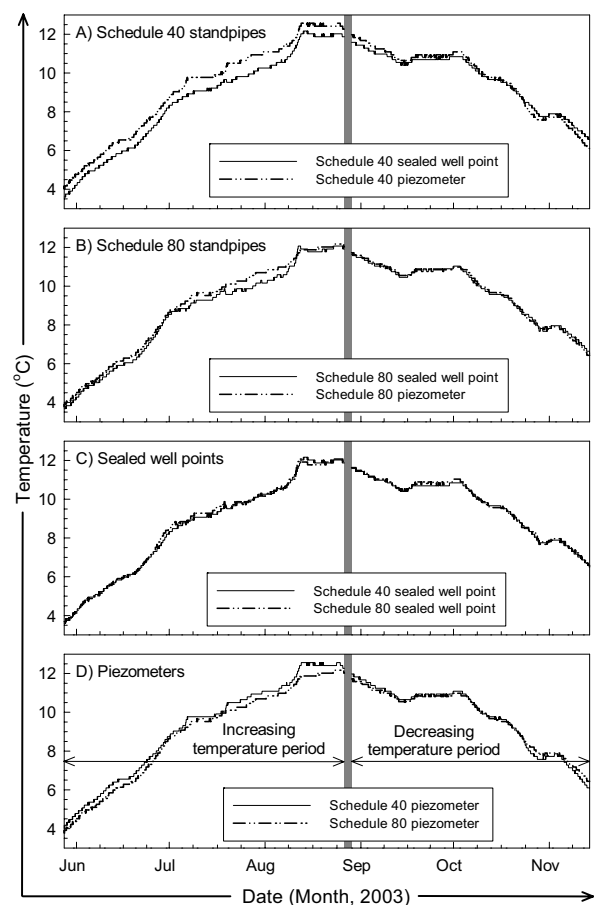 A) Schedule 40 standpipes
12
10
8
6
4
Schedule 40 sealed well point
Schedule 40 piezometer
B) Schedule 80 standpipes
12
10
8
6
4
Schedule 80 sealed well point
Schedule 80 piezometer
Temperature (°C)
C) Sealed well points
12
10
8
6
4
Schedule 40 sealed well point
Schedule 80 sealed well point
D) Piezometers
12
10
8
6
4
Increasing
temperature period
Decreasing
temperature period
Schedule 40 piezometer
Schedule 80 piezometer
Jun Jul Aug Sep Oct Nov
Date (Month, 2003)